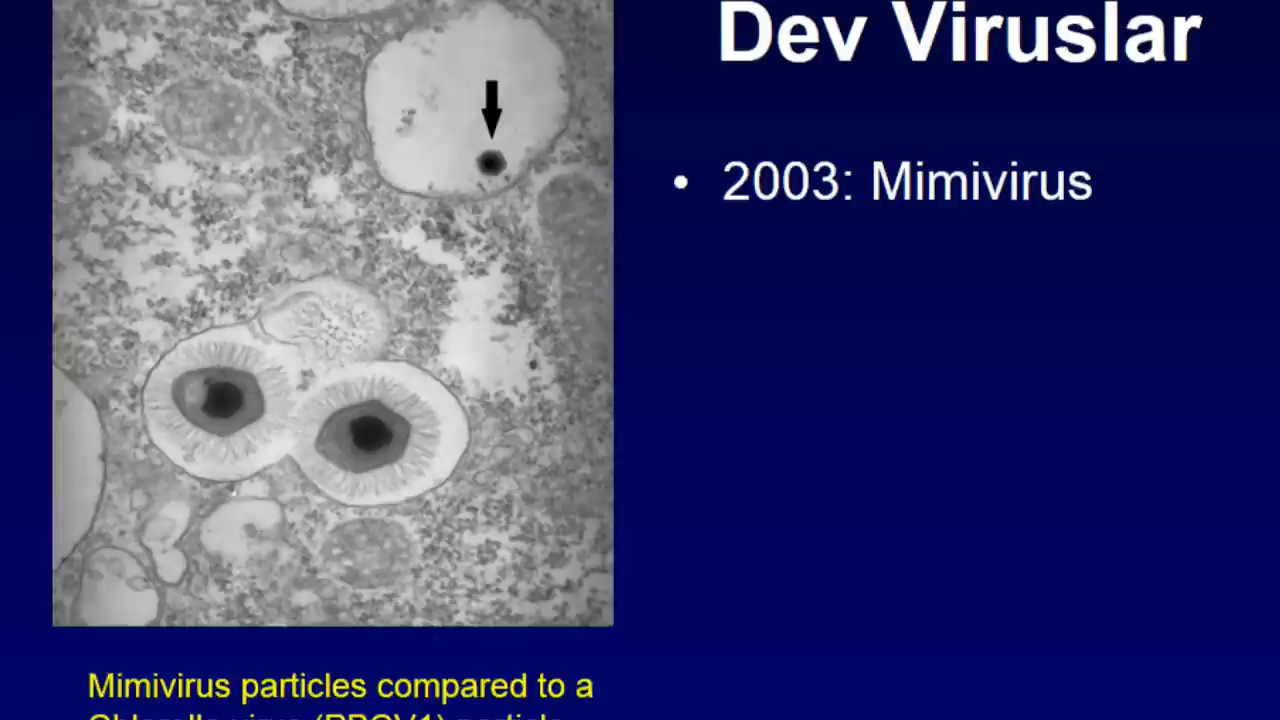 Dev Viruslar
• 2003: Mimivirus
Mimivirus particles compared to a
Chlorella virus (PBCV1) particle